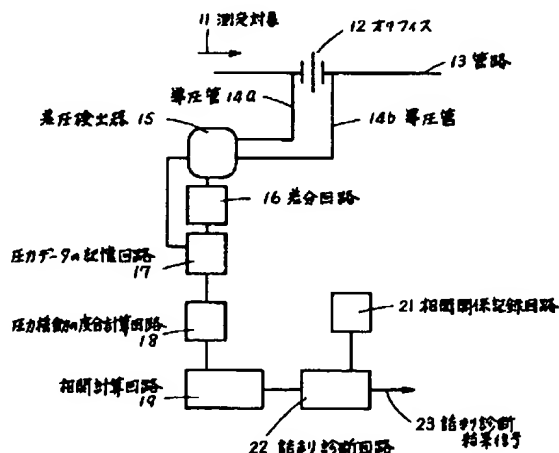 11 測定対象
12 オリフィス
13 管路
導圧管 14a
差圧検出器 15
14b 導圧管
16 差分回路
圧力データの記憶回路
17
圧力揺動の度合計算回路
18
21 相関関係記録回路
相関計算回路
19
22 詰まり診断回路
23 詰まり診断
結果信号